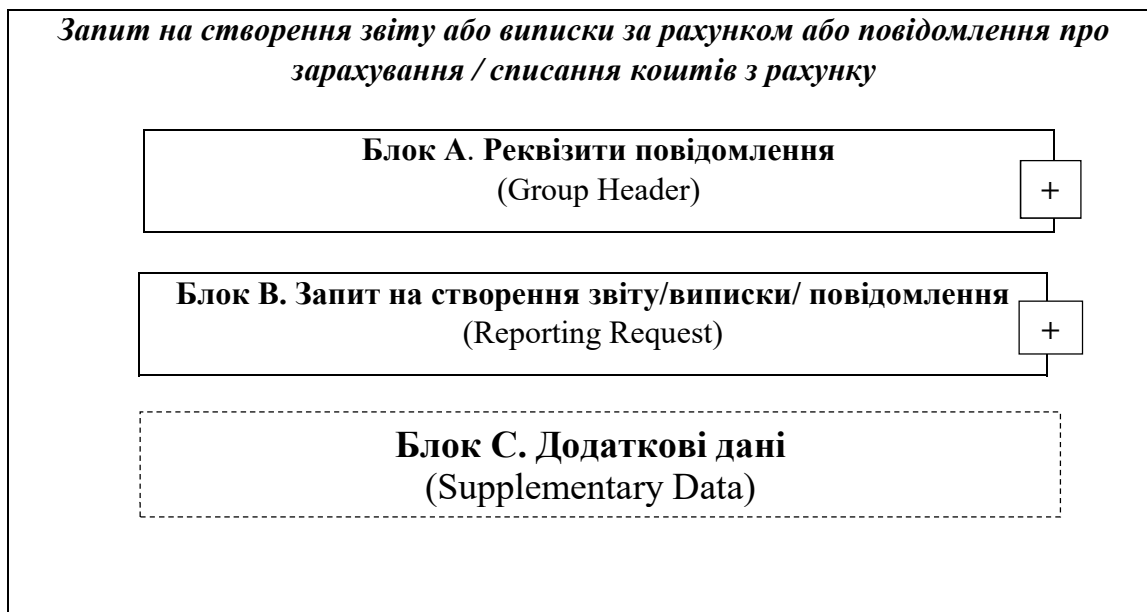 Запит на створення звіту або виписки за рахунком або повідомлення про
зарахування / списання коштів з рахунку
Блок А. Реквізити повідомлення
(Group Header)
+
Блок В. Запит на створення звіту/виписки/ повідомлення
(Reporting Request)
+
Блок С. Додаткові дані
(Supplementary Data)